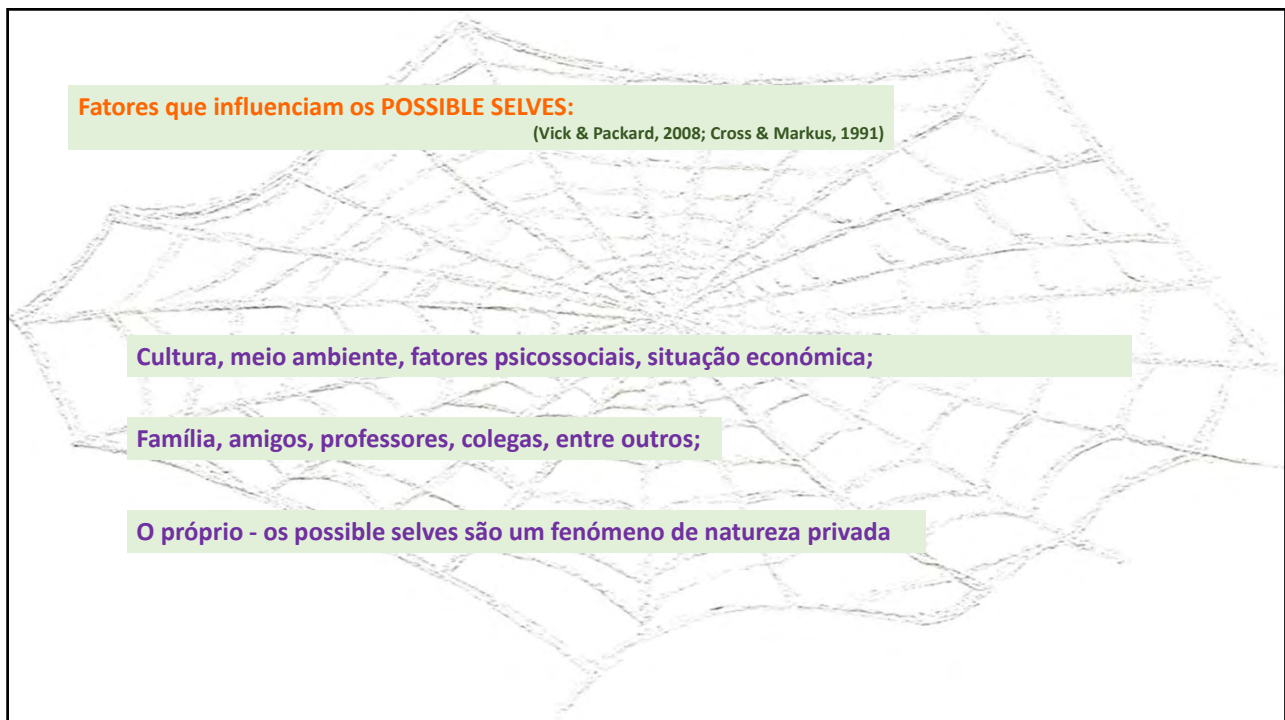 Fatores que influenciam os POSSIBLE SELVES:
(Vick & Packard, 2008; Cross & Markus, 1991)
Cultura, meio ambiente, fatores psicossociais, situação económica;
Família, amigos, professores, colegas, entre outros;
O próprio - os possible selves são um fenómeno de natureza privada